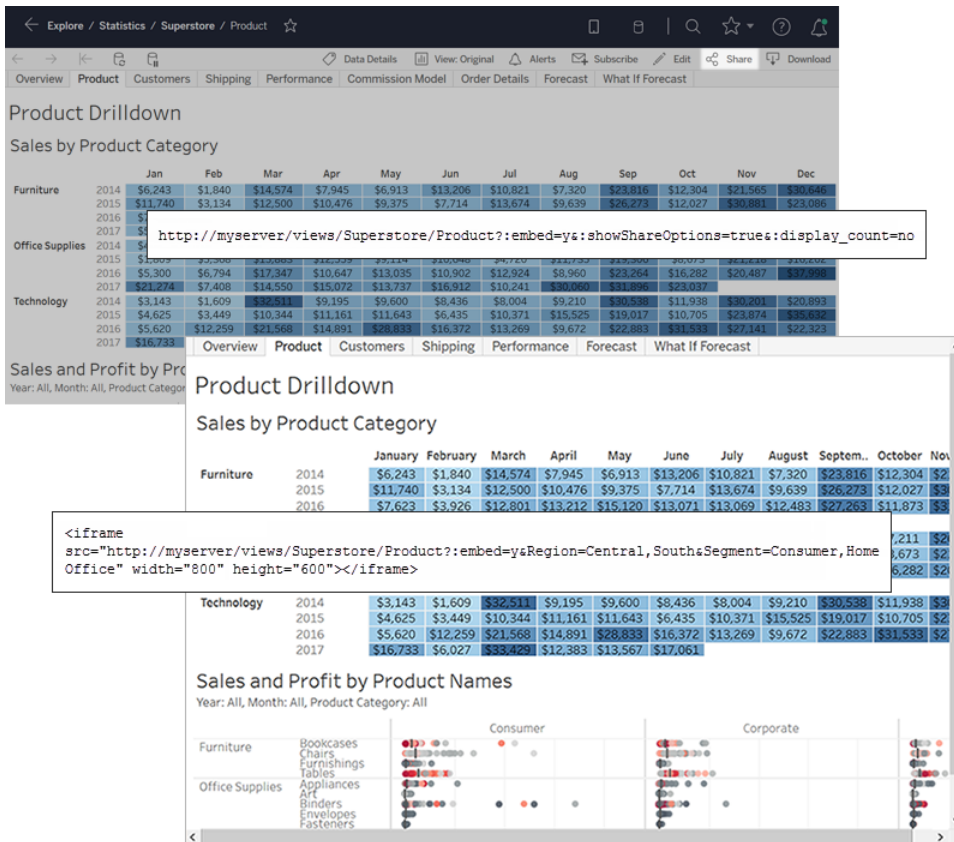 Explore / Statistics / Superstore / Product
Data Details View: Original Alerts Subscribe Edit Share Download
Overview Product Customers Shipping Performance Commission Model Order Details Forecast What If Forecast
Product Drilldown
Sales by Product Category
Jan Feb Mar Apr May Jun Jul Aug Sep Oct Nov Dec
Furniture 2014 $6,243 $1,840 $14,574 $7,945 $6,913 $13,206 $10,821 $7,320 $23,816 $12,304 $21,565 $30,646
2015 $11,740 $3,134 $12,500 $10,476 $9,375 $7,714 $13,674 $9,639 $26,273 $12,027 $30,881 $23,086
2016
2017
http://myserver/views/Superstore/Product?:embed=y&:showShareOptions=true&:display_count=no
Office Supplies 2014
2015
2016 $5,300 $6,794 $17,347 $10,647 $13,035 $10,902 $12,924 $8,960 $23,264 $16,282 $20,487 $37,998
2017 $21,274 $7,408 $14,550 $15,072 $13,737 $16,912 $10,241 $30,060 $31,896 $23,037
Technology 2014 $3,143 $1,609 $32,511 $9,195 $9,600 $8,436 $8,004 $9,210 $30,538 $11,938 $30,201 $20,893
2015 $4,625 $3,449 $10,344 $11,161 $11,643 $6,435 $10,371 $15,525 $19,017 $10,705 $23,874 $35,632
2016 $5,620 $12,259 $21,568 $14,891 $28,833 $16,372 $13,269 $9,672 $22,883 $31,533 $27,141 $22,323
2017 $16,733
Sales and Profit by Pro
Year: All, Month: All, Product Categor
Overview Product Customers Shipping Performance Forecast What If Forecast
Product Drilldown
Sales by Product Category
January February March April May June July August Septem.. October Nov
Furniture 2014 $6,243 $1,840 $14,574 $7,945 $6,913 $13,206 $10,821 $7,320 $23,816 $12,304
2015 $11,740 $3,134 $12,500 $10,476 $9,375 $7,714 $13,674 $9,639 $26,273 $12,027
2016 $7,623 $3,926 $12,801 $13,212 $15,120 $13,071 $13,069 $12,483 $27,263 $11,873
<iframe
src="http://myserver/views/Superstore/Product?:embed=y&Region=Central,South&Segment=Consumer,Home
Office" width="800" height="600"></iframe>
Technology 2014 $3,143 $1,609 $32,511 $9,195 $9,600 $8,436 $8,004 $9,210 $30,538 $11,938
2015 $4,625 $3,449 $10,344 $11,161 $11,643 $6,435 $10,371 $15,525 $19,017 $10,705
2016 $5,620 $12,259 $21,568 $14,891 $28,833 $16,372 $13,269 $9,672 $22,883 $31,533
2017 $16,733 $6,027 $33,429 $12,383 $13,567 $17,061
Sales and Profit by Product Names
Year: All, Month: All, Product Category: All
Consumer Corporate
Furniture Bookcases
Chairs
Furnishings
Tables
Office Supplies Appliances
Art
Binders
Envelopes
Fasteners